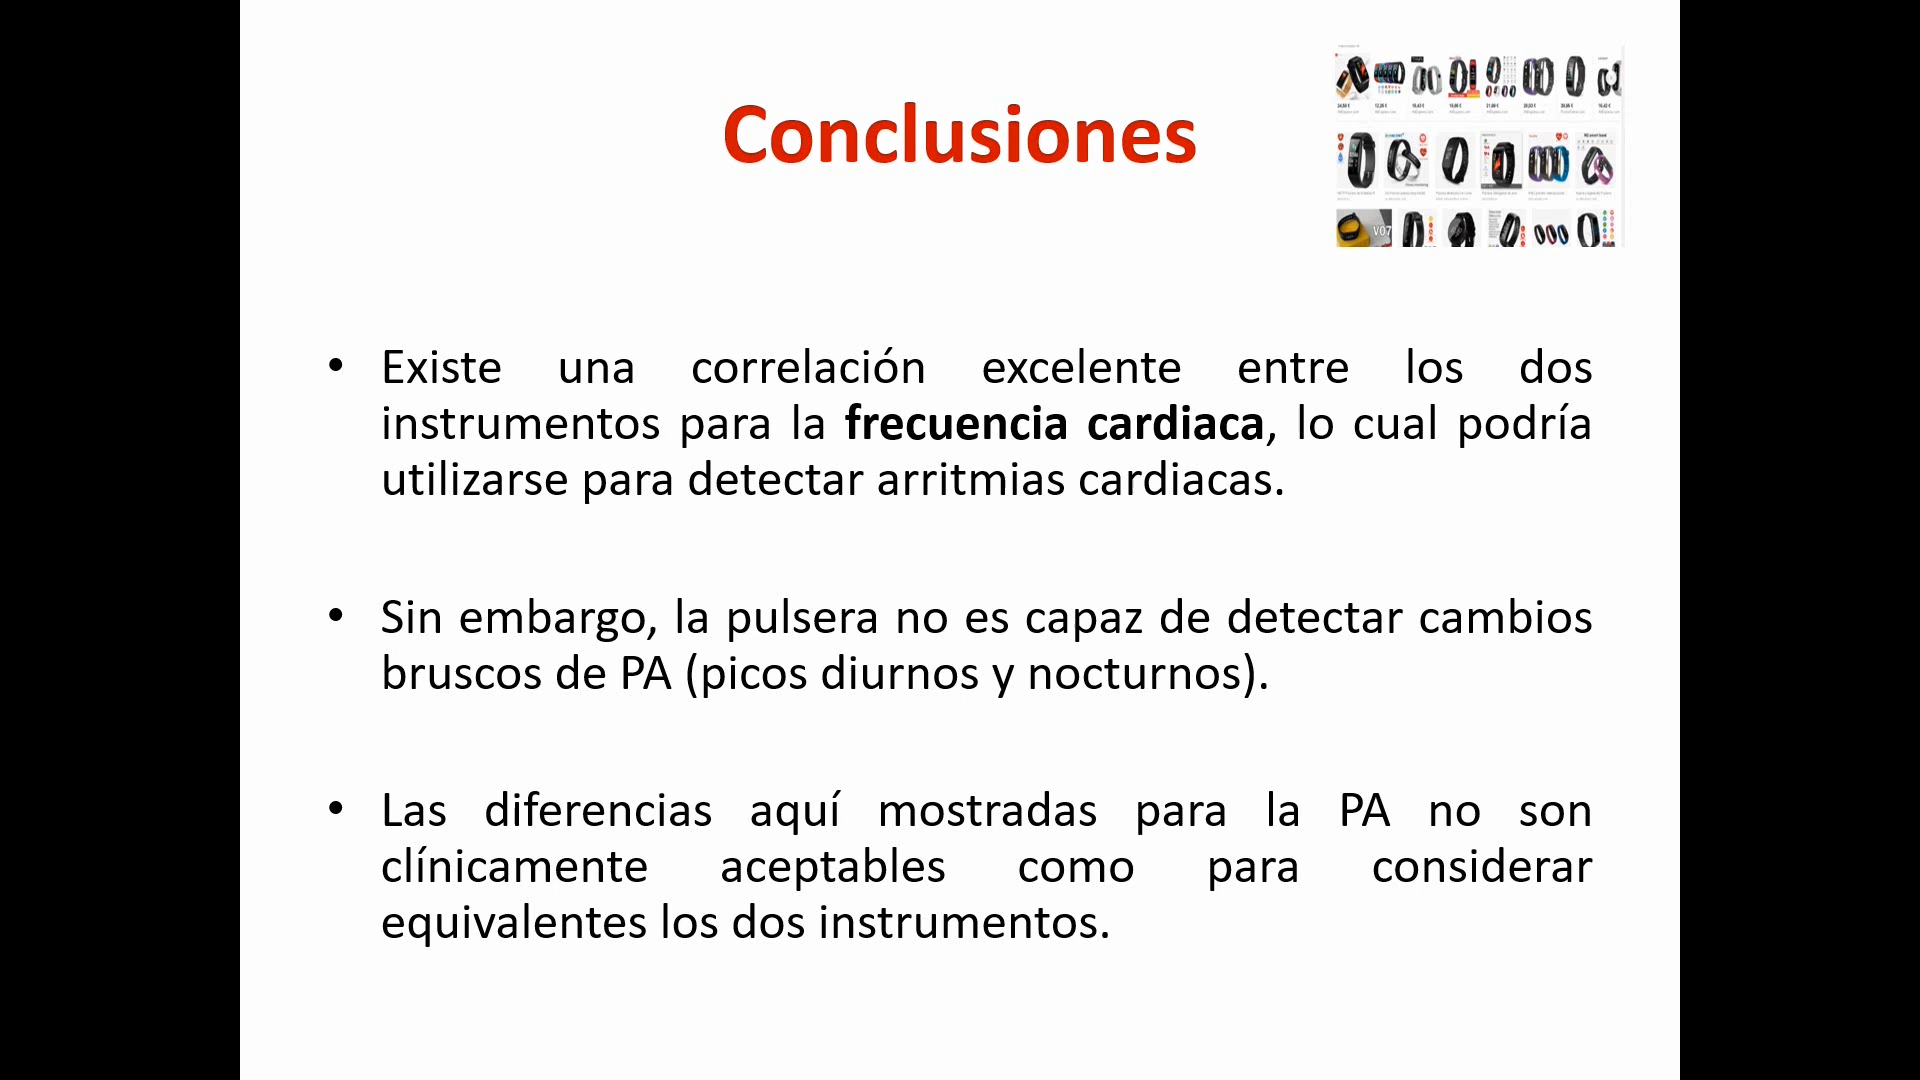 Conclusiones
V07
• Existe una correlación excelente entre los dos
instrumentos para la frecuencia cardiaca, lo cual podría
utilizarse para detectar arritmias cardiacas.
• Sin embargo, la pulsera no es capaz de detectar cambios
bruscos de PA (picos diurnos y nocturnos).
• Las diferencias aquí mostradas para la PA no son
clínicamente aceptables como para considerar
equivalentes los dos instrumentos.